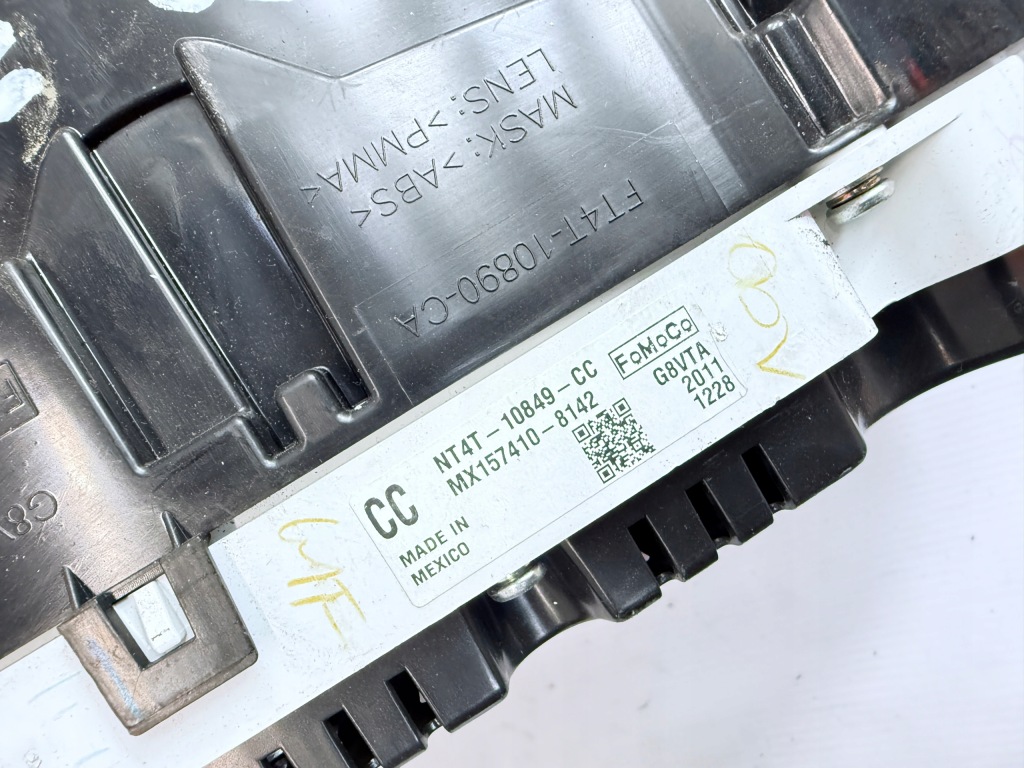 MASK:>ABS<
LENS:>PMMA<
FT4T-10890-CA
CC
NT4T-10849-CC
MX157410-8142
FoMoCo
G8VTA
2011
1228
MADE IN
MEXICO